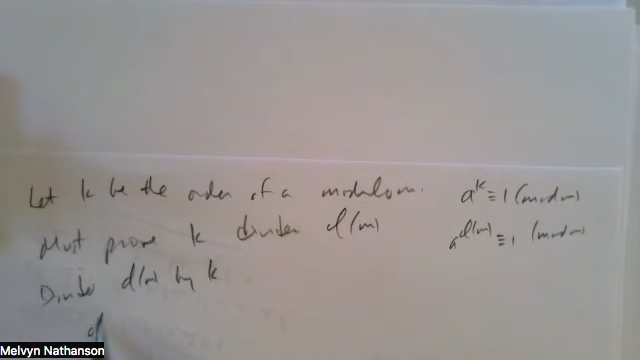 Let k be the order of a modulo m. a^k ≡ 1 (mod m)
Must prove k divides φ(m) a^φ(m) ≡ 1 (mod m)
Divide φ(m) by k
φ
Melvyn Nathanson